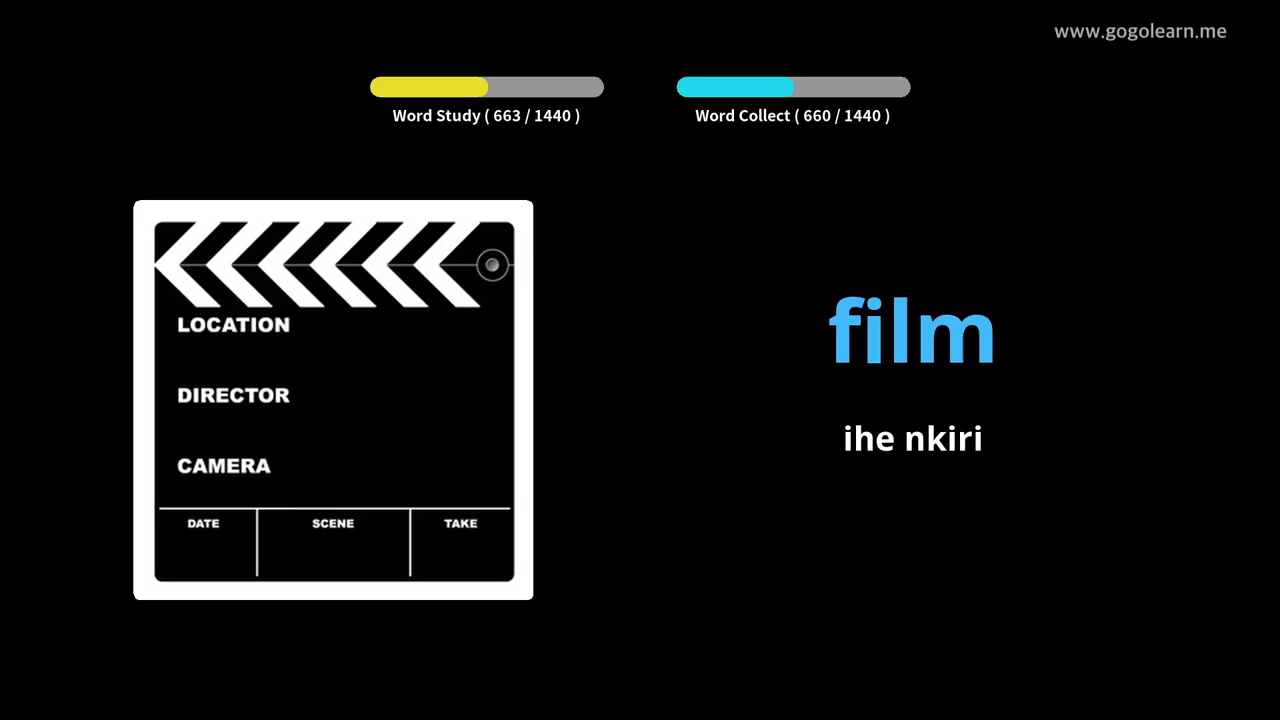 www.gogolearn.me
Word Study ( 663 / 1440 )
Word Collect ( 660 / 1440 )
LOCATION
DIRECTOR
CAMERA
DATE
SCENE
TAKE
film
ihe nkiri